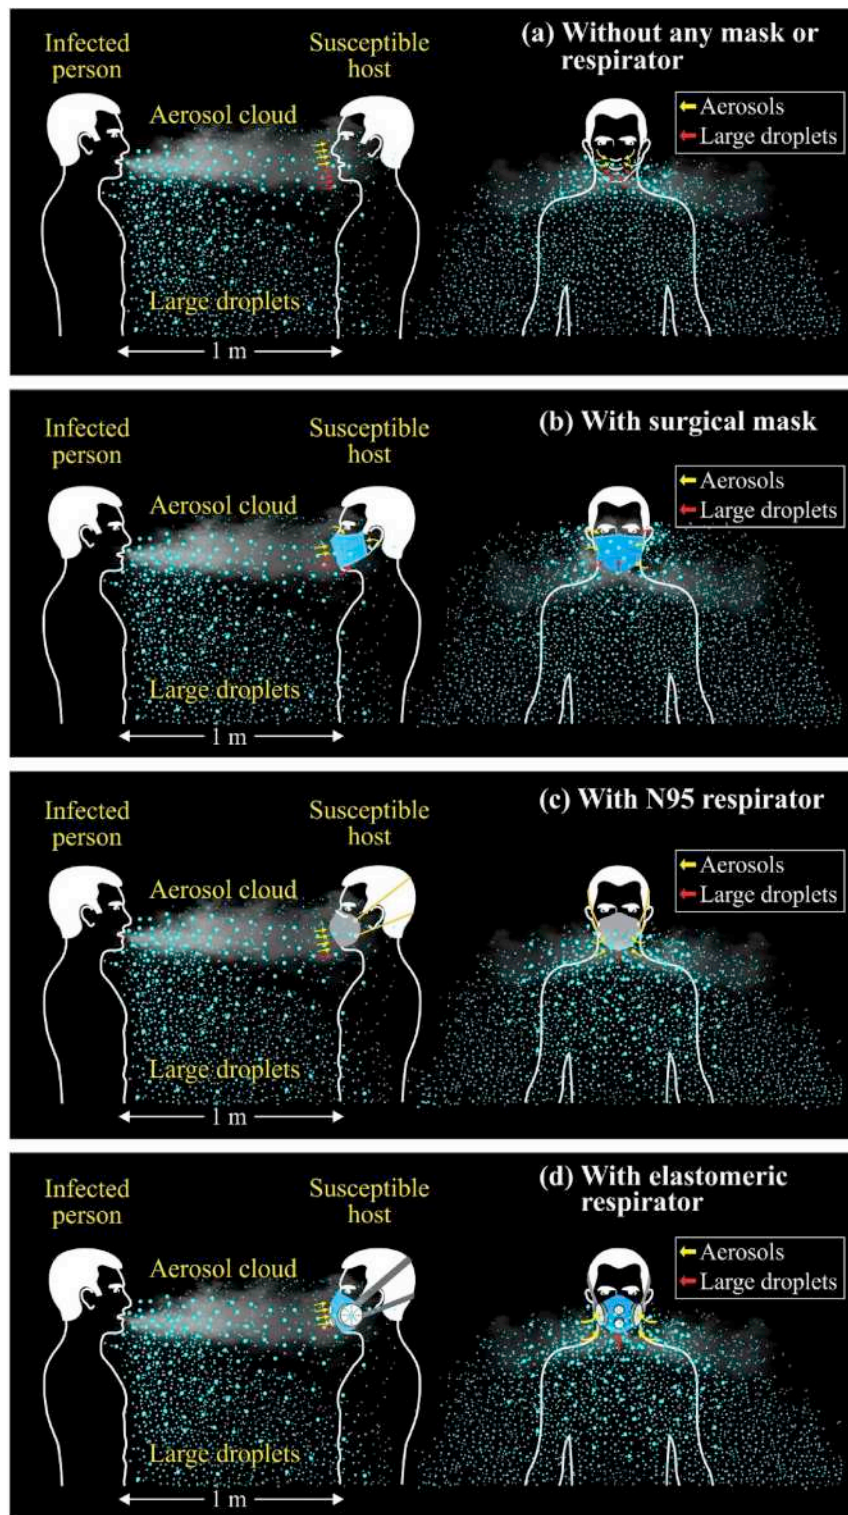 Infected
person
Susceptible
host
(a) Without any mask or
respirator
Aerosols
Large droplets
Aerosol cloud
Large droplets
1 m
Infected
person
Susceptible
host
(b) With surgical mask
Aerosols
Large droplets
Aerosol cloud
Large droplets
1 m
Infected
person
Susceptible
host
(c) With N95 respirator
Aerosols
Large droplets
Aerosol cloud
Large droplets
1 m
Infected
person
Susceptible
host
(d) With elastomeric
respirator
Aerosols
Large droplets
Aerosol cloud
Large droplets
1 m